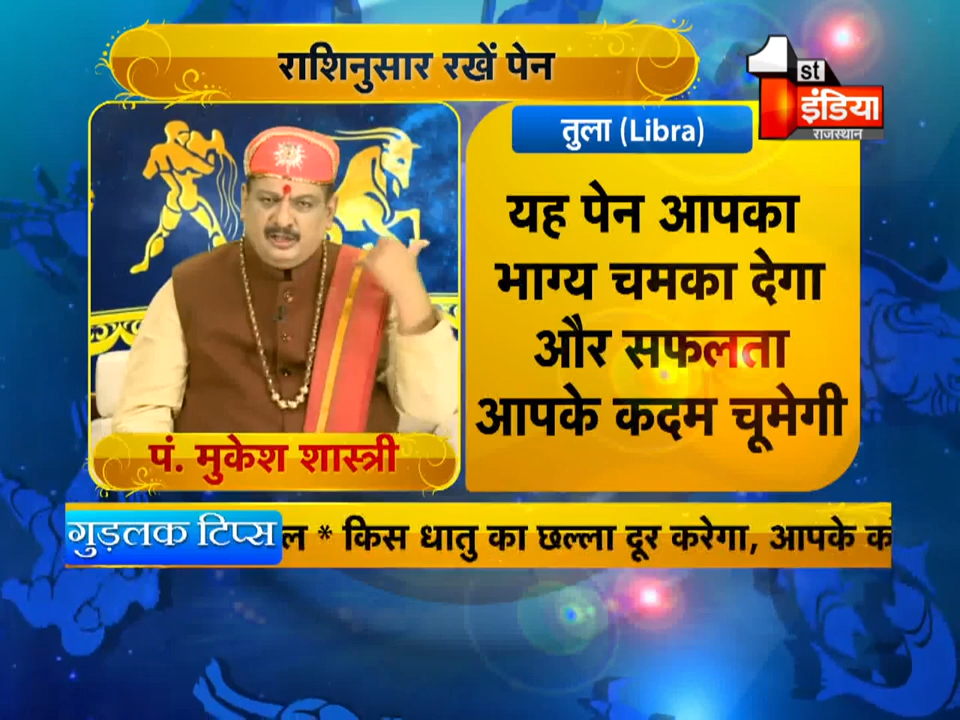 राशिनुसार रखें पेन
1st
इंडिया
राजस्थान
तुला (Libra)
यह पेन आपका
भाग्य चमका देगा
और सफलता
आपके कदम चूमेगी
पं. मुकेश शास्त्री
गुड़लक टिप्स
ल * किस धातु का छल्ला दूर करेगा, आपके